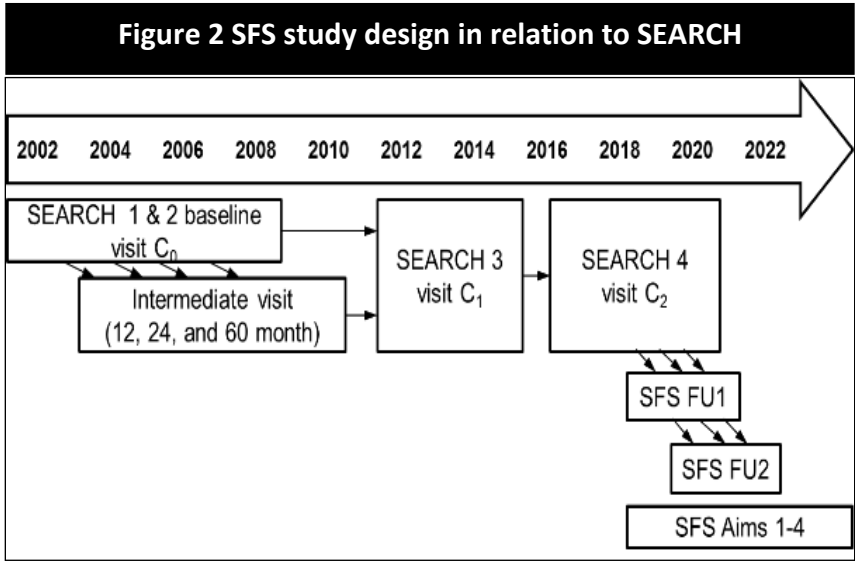 Figure 2 SFS study design in relation to SEARCH
2002 2004 2006 2008 2010 2012 2014 2016 2018 2020 2022
SEARCH 1 & 2 baseline
visit C₀
Intermediate visit
(12, 24, and 60 month)
SEARCH 3
visit C₁
SEARCH 4
visit C₂
SFS FU1
SFS FU2
SFS Aims 1-4